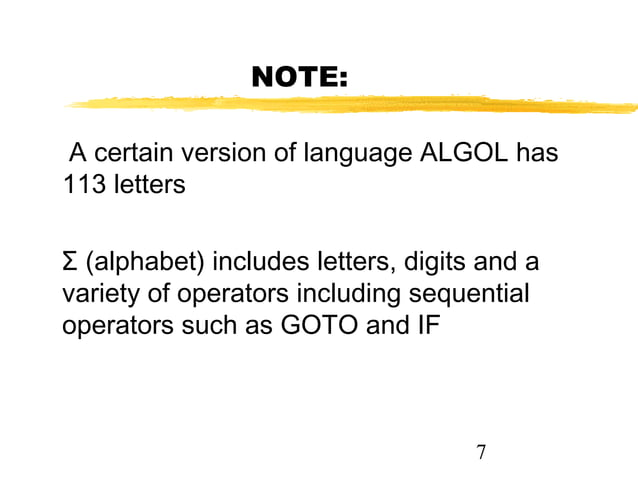 NOTE:
A certain version of language ALGOL has
113 letters
Σ (alphabet) includes letters, digits and a
variety of operators including sequential
operators such as GOTO and IF
7